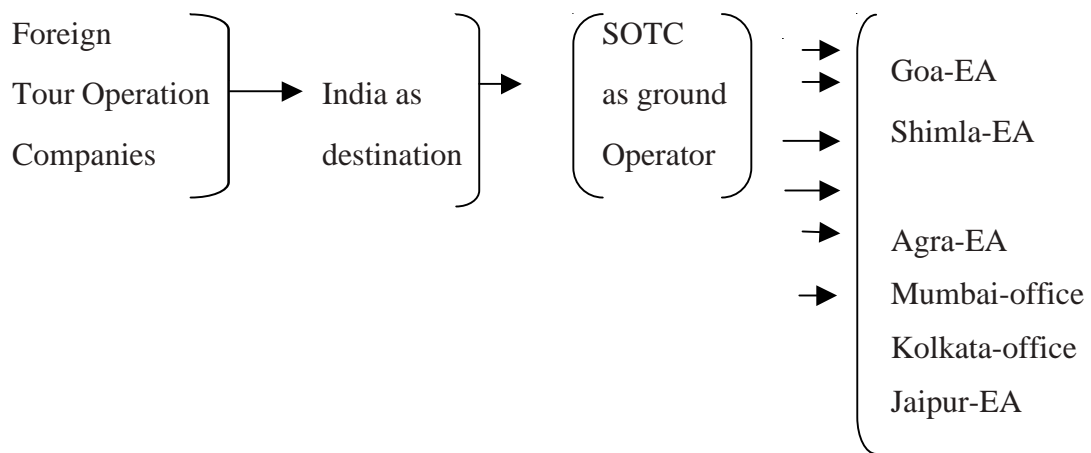 Foreign
Tour Operation
Companies
India as
destination
SOTC
as ground
Operator
Goa-EA
Shimla-EA
Agra-EA
Mumbai-office
Kolkata-office
Jaipur-EA